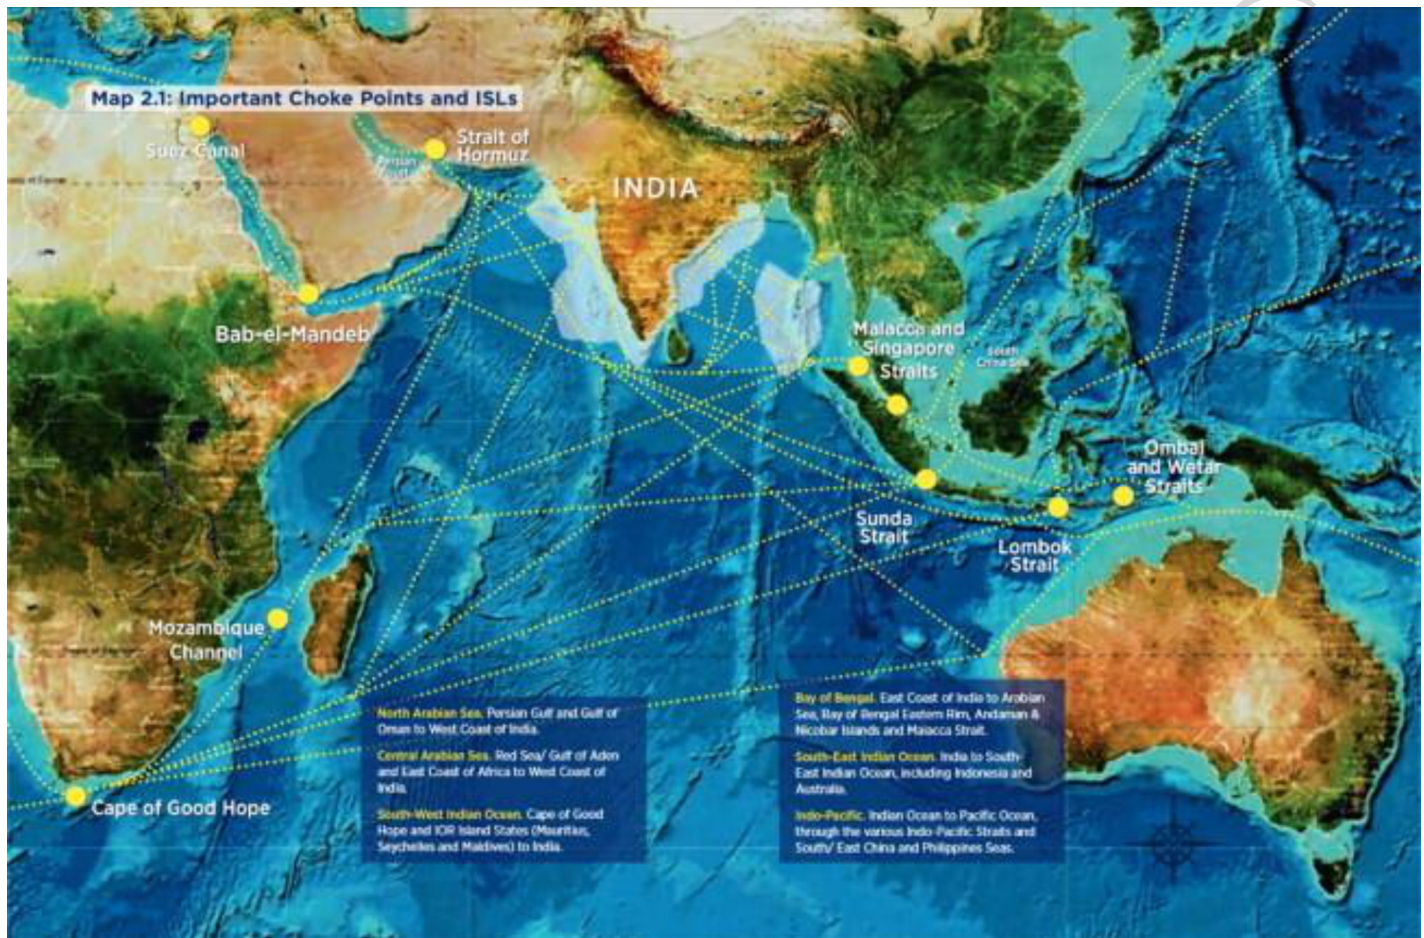 Map 2.1: Important Choke Points and ISLs
Suez Canal
Strait of
Hormuz
Persian
INDIA
Bab-el-Mandeb
Malacca and
Singapore
Straits
South
China Sea
Ombai
and Wetar
Straits
Sunda
Strait
Lombok
Strait
Mozambique
Channel
Cape of Good Hope
North Arabian Sea. Persian Gulf and Gulf of
Oman to West Coast of India.
Central Arabian Sea. Red Sea/ Gulf of Aden
and East Coast of Africa to West Coast of
India.
South-West Indian Ocean. Cape of Good
Hope and IOR Island States (Mauritius,
Seychelles and Maldives) to India.
Bay of Bengal. East Coast of India to Arabian
Sea, Bay of Bengal Eastern Rim, Andaman &
Nicobar Islands and Malacca Strait.
South-East Indian Ocean. India to South-
East Indian Ocean, including Indonesia and
Australia.
Indo-Pacific. Indian Ocean to Pacific Ocean,
through the various Indo-Pacific Straits and
South/ East China and Philippines Seas.